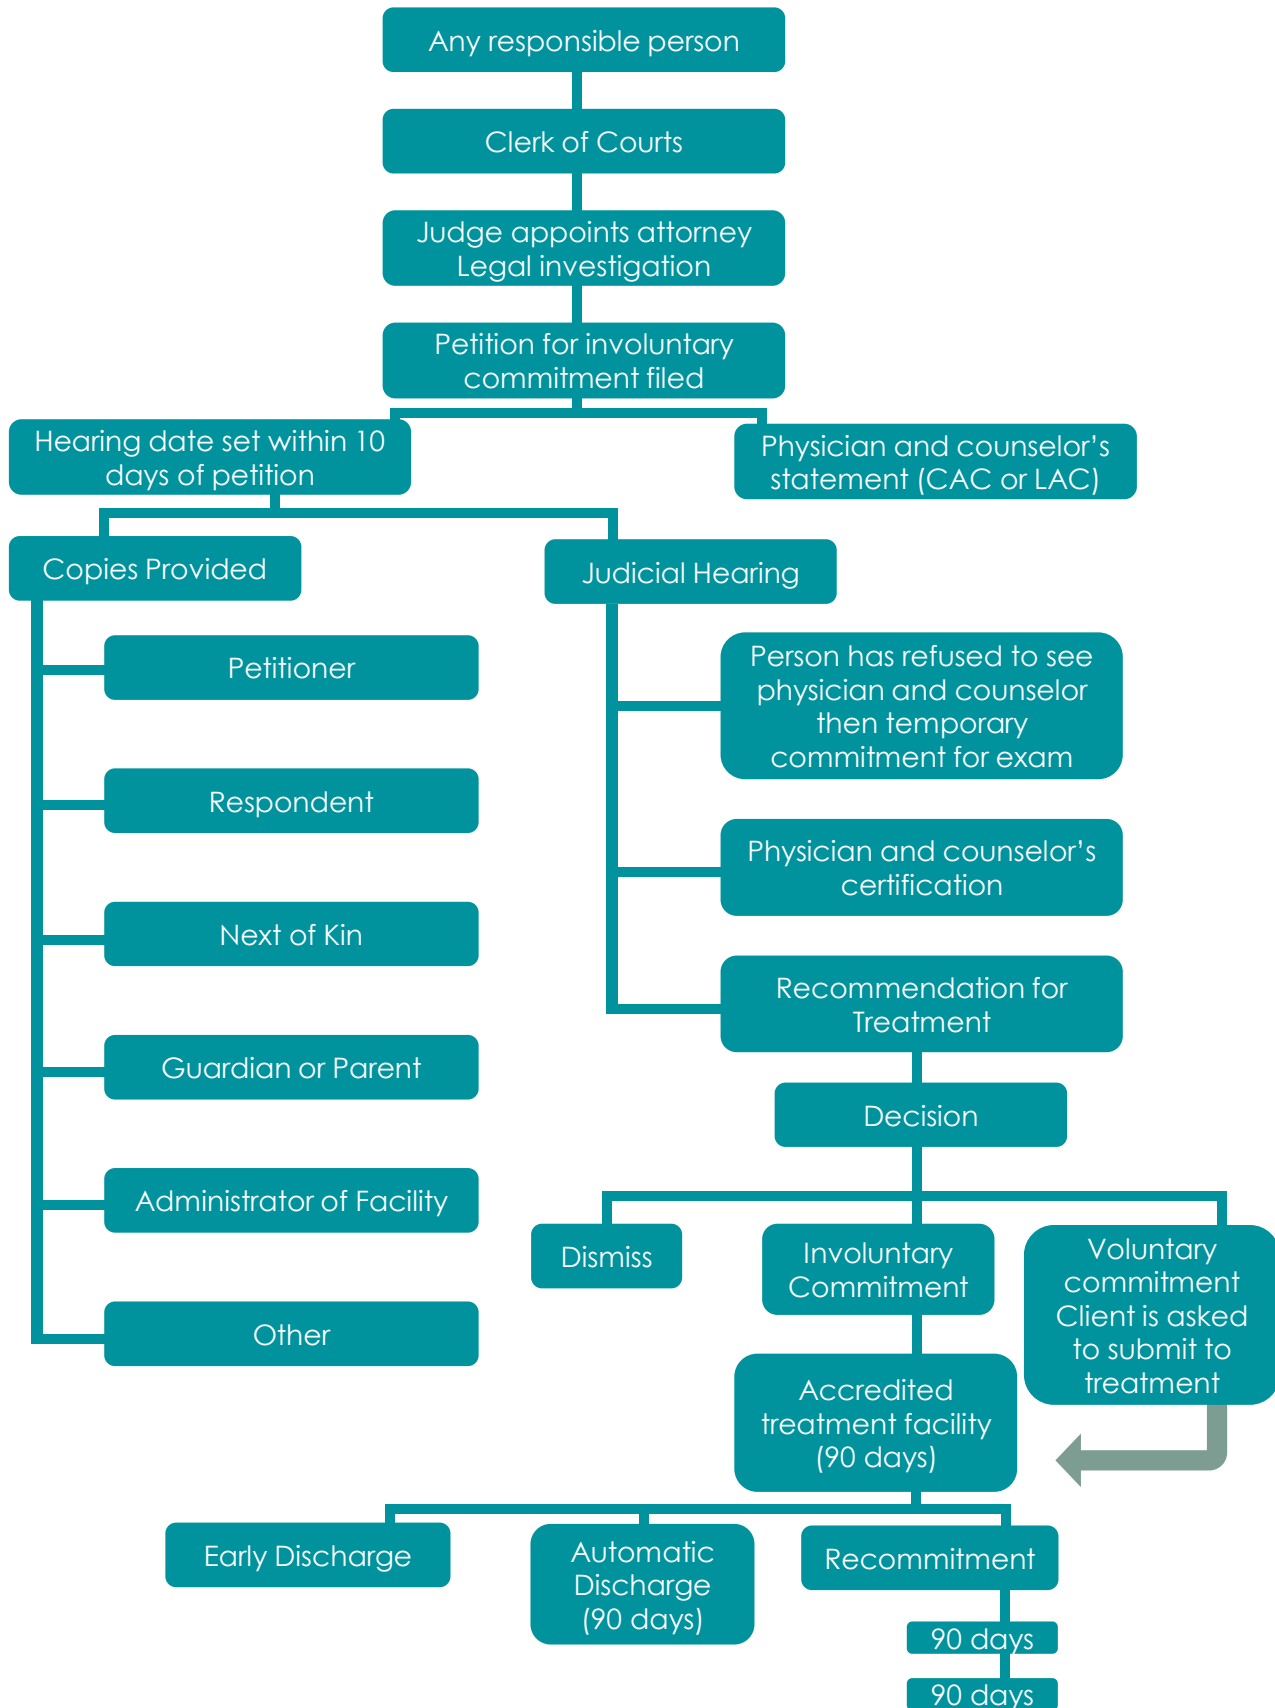 Any responsible person
Clerk of Courts
Judge appoints attorney
Legal investigation
Petition for involuntary
commitment filed
Hearing date set within 10
days of petition
Physician and counselor’s
statement (CAC or LAC)
Copies Provided
Judicial Hearing
Petitioner
Respondent
Next of Kin
Guardian or Parent
Administrator of Facility
Other
Person has refused to see
physician and counselor
then temporary
commitment for exam
Physician and counselor’s
certification
Recommendation for
Treatment
Decision
Dismiss
Involuntary
Commitment
Voluntary
commitment
Client is asked
to submit to
treatment
Accredited
treatment facility
(90 days)
Early Discharge
Automatic
Discharge
(90 days)
Recommitment
90 days
90 days